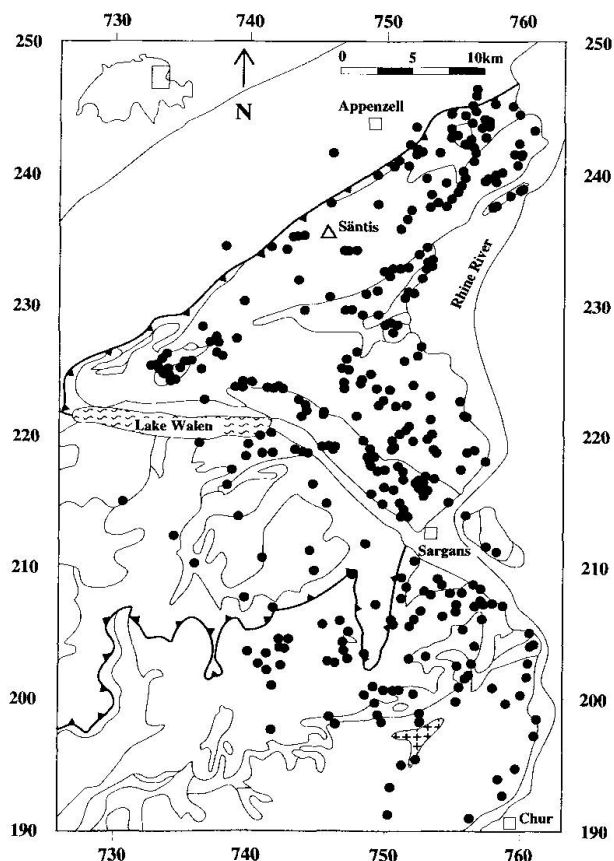 730 740 750 760
250 250
0 5 10km
N
Appenzell
240 240
Säntis
Rhine River
230 230
Lake Walen
220 220
Sargans
210 210
200 200
Chur
190 190
730 740 750 760